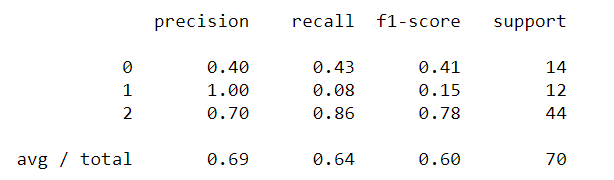 precision recall f1-score support
0 0.40 0.43 0.41 14
1 1.00 0.08 0.15 12
2 0.70 0.86 0.78 44
avg / total 0.69 0.64 0.60 70